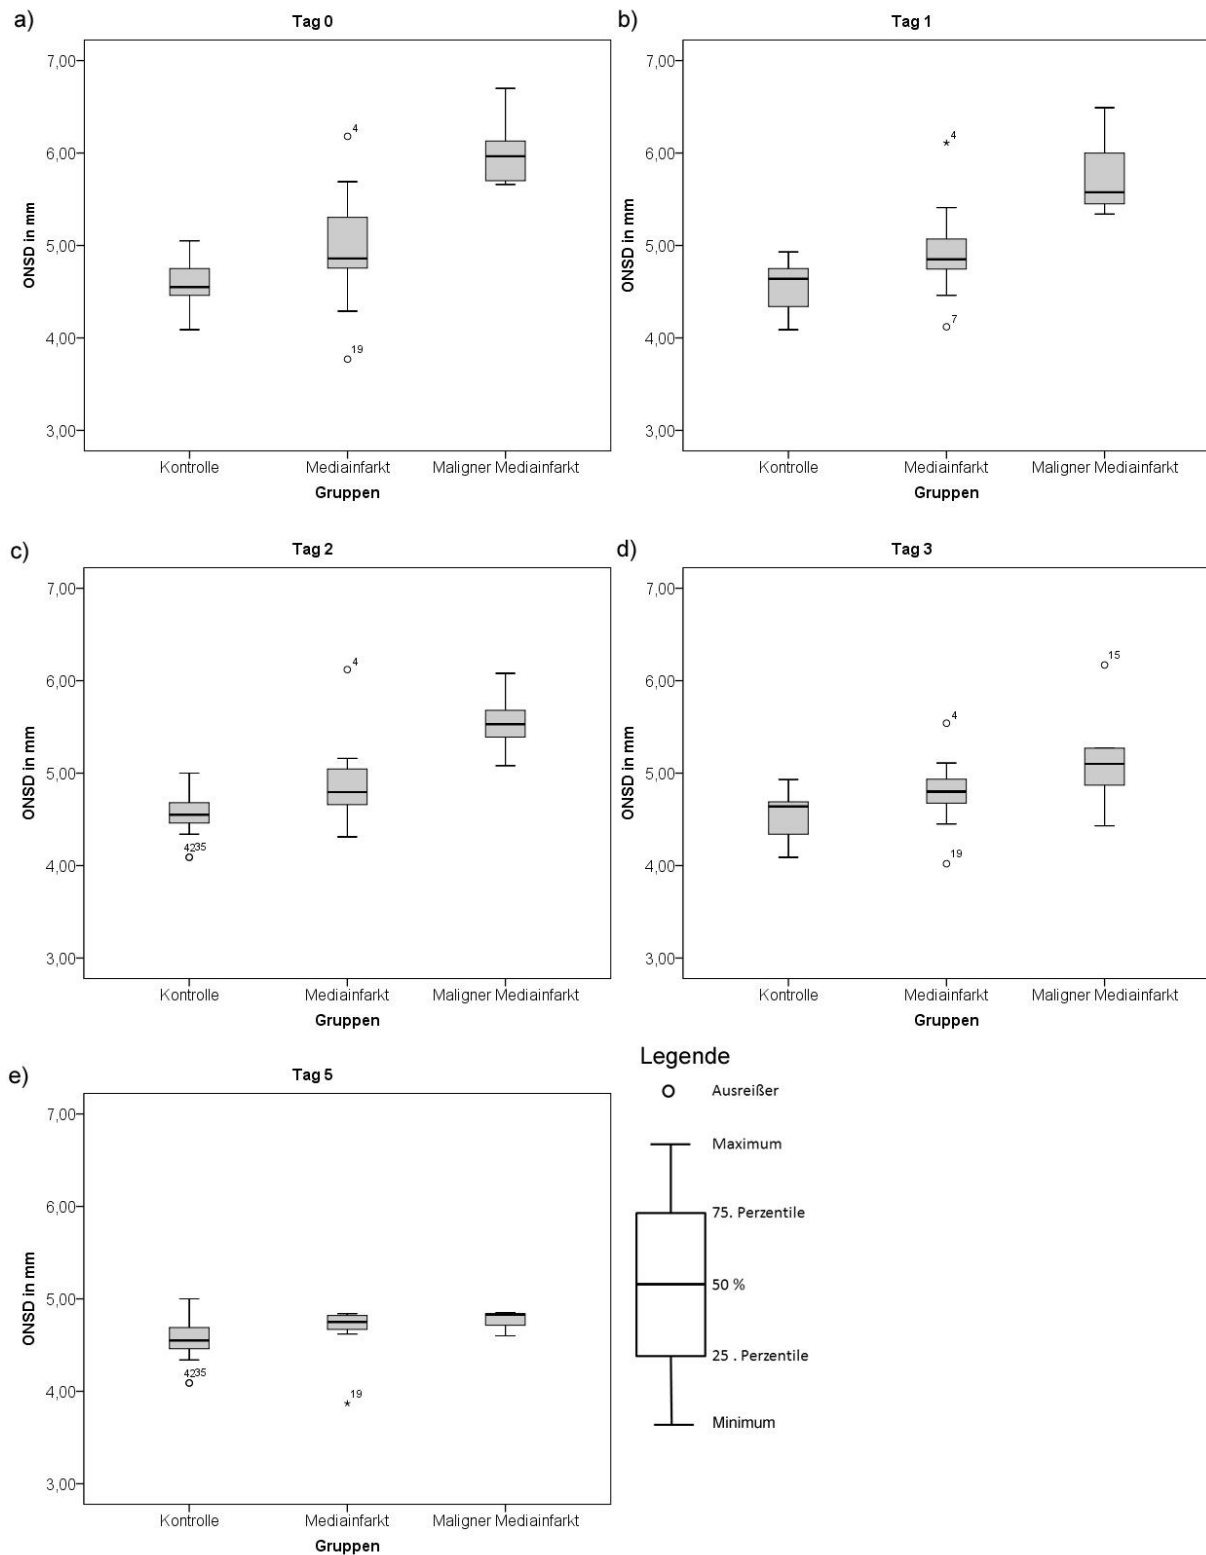 a)
Tag 0
7,00
6,00
5,00
4,00
3,00
ONSD in mm
4
19
Kontrolle Mediainfarkt Maligner Mediainfarkt
Gruppen
b)
Tag 1
7,00
6,00
5,00
4,00
3,00
ONSD in mm
4
7
Kontrolle Mediainfarkt Maligner Mediainfarkt
Gruppen
c)
Tag 2
7,00
6,00
5,00
4,00
3,00
ONSD in mm
4
4235
Kontrolle Mediainfarkt Maligner Mediainfarkt
Gruppen
d)
Tag 3
7,00
6,00
5,00
4,00
3,00
ONSD in mm
15
4
19
Kontrolle Mediainfarkt Maligner Mediainfarkt
Gruppen
e)
Tag 5
7,00
6,00
5,00
4,00
3,00
ONSD in mm
4235
19
Kontrolle Mediainfarkt Maligner Mediainfarkt
Gruppen
Legende
Ausreißer
Maximum
75. Perzentile
50 %
25 . Perzentile
Minimum